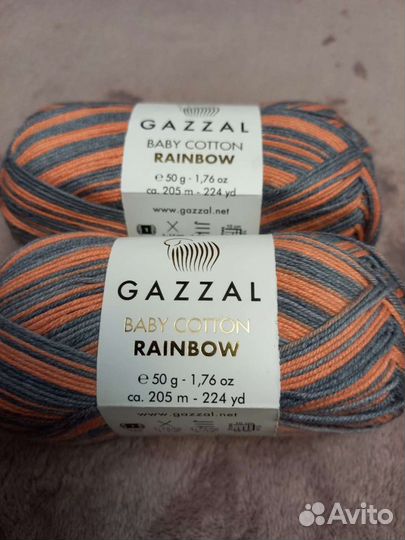 GAZZAL
BABY COTTON
RAINBOW
℮ 50 g - 1,76 oz
ca. 205 m - 224 yd
www.gazzal.net
GAZZAL
BABY COTTON
RAINBOW
℮ 50 g - 1,76 oz
ca. 205 m - 224 yd
www.gazzal.net
Avito